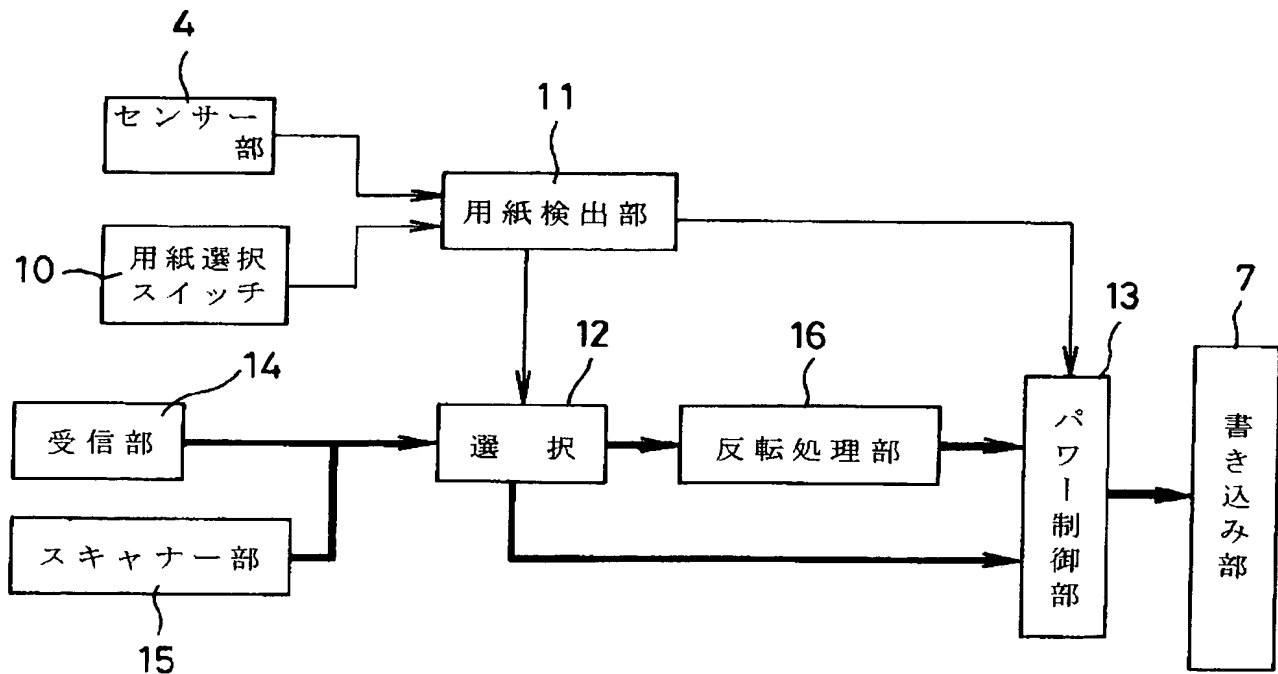 4
センサー
部
11
用紙検出部
10
用紙選択
スイッチ
13
7
14
12
16
受信部
選択
反転処理部
パワー制御部
書き込み部
スキャナー部
15